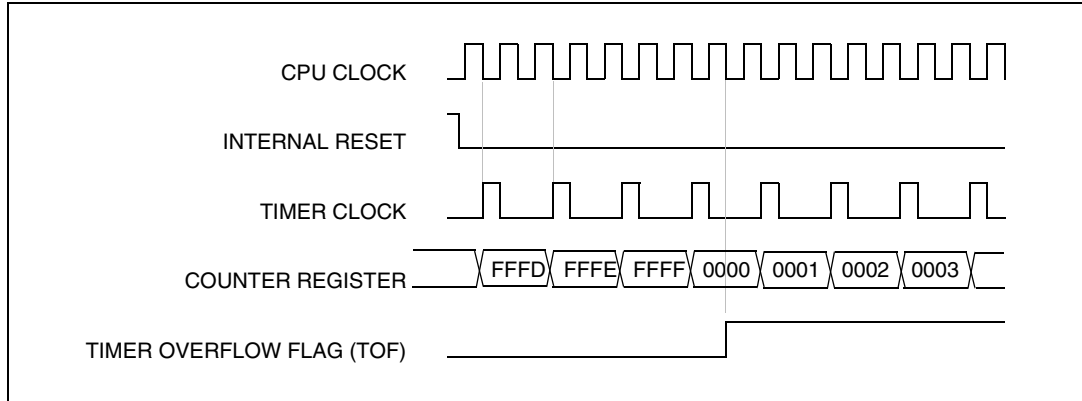 CPU CLOCK
INTERNAL RESET
TIMER CLOCK
COUNTER REGISTER FFFD FFFE FFFF 0000 0001 0002 0003
TIMER OVERFLOW FLAG (TOF)